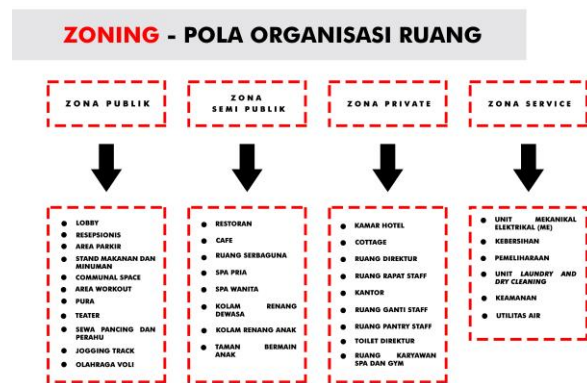 ZONING - POLA ORGANISASI RUANG
ZONA PUBLIK
LOBBY
RESEPSIONIS
AREA PARKIR
STAND MAKANAN DAN
MINUMAN
COMMUNAL SPACE
AREA WORKOUT
PURA
TEATER
SEWA PANCING DAN
PERAHU
JOGGING TRACK
OLAHRAGA VOLI
ZONA
SEMI PUBLIK
RESTORAN
CAFE
RUANG SERBAGUNA
SPA PRIA
SPA WANITA
KOLAM RENANG
DEWASA
KOLAM RENANG ANAK
TAMAN BERMAIN
ANAK
ZONA PRIVATE
KAMAR HOTEL
COTTAGE
RUANG DIREKTUR
RUANG RAPAT STAFF
KANTOR
RUANG GANTI STAFF
RUANG PANTRY STAFF
TOILET DIREKTUR
RUANG KARYAWAN
SPA DAN GYM
ZONA SERVICE
UNIT MEKANIKAL
ELEKTRIKAL (ME)
KEBERSIHAN
PEMELIHARAAN
UNIT LAUNDRY AND
DRY CLEANING
KEAMANAN
UTILITAS AIR